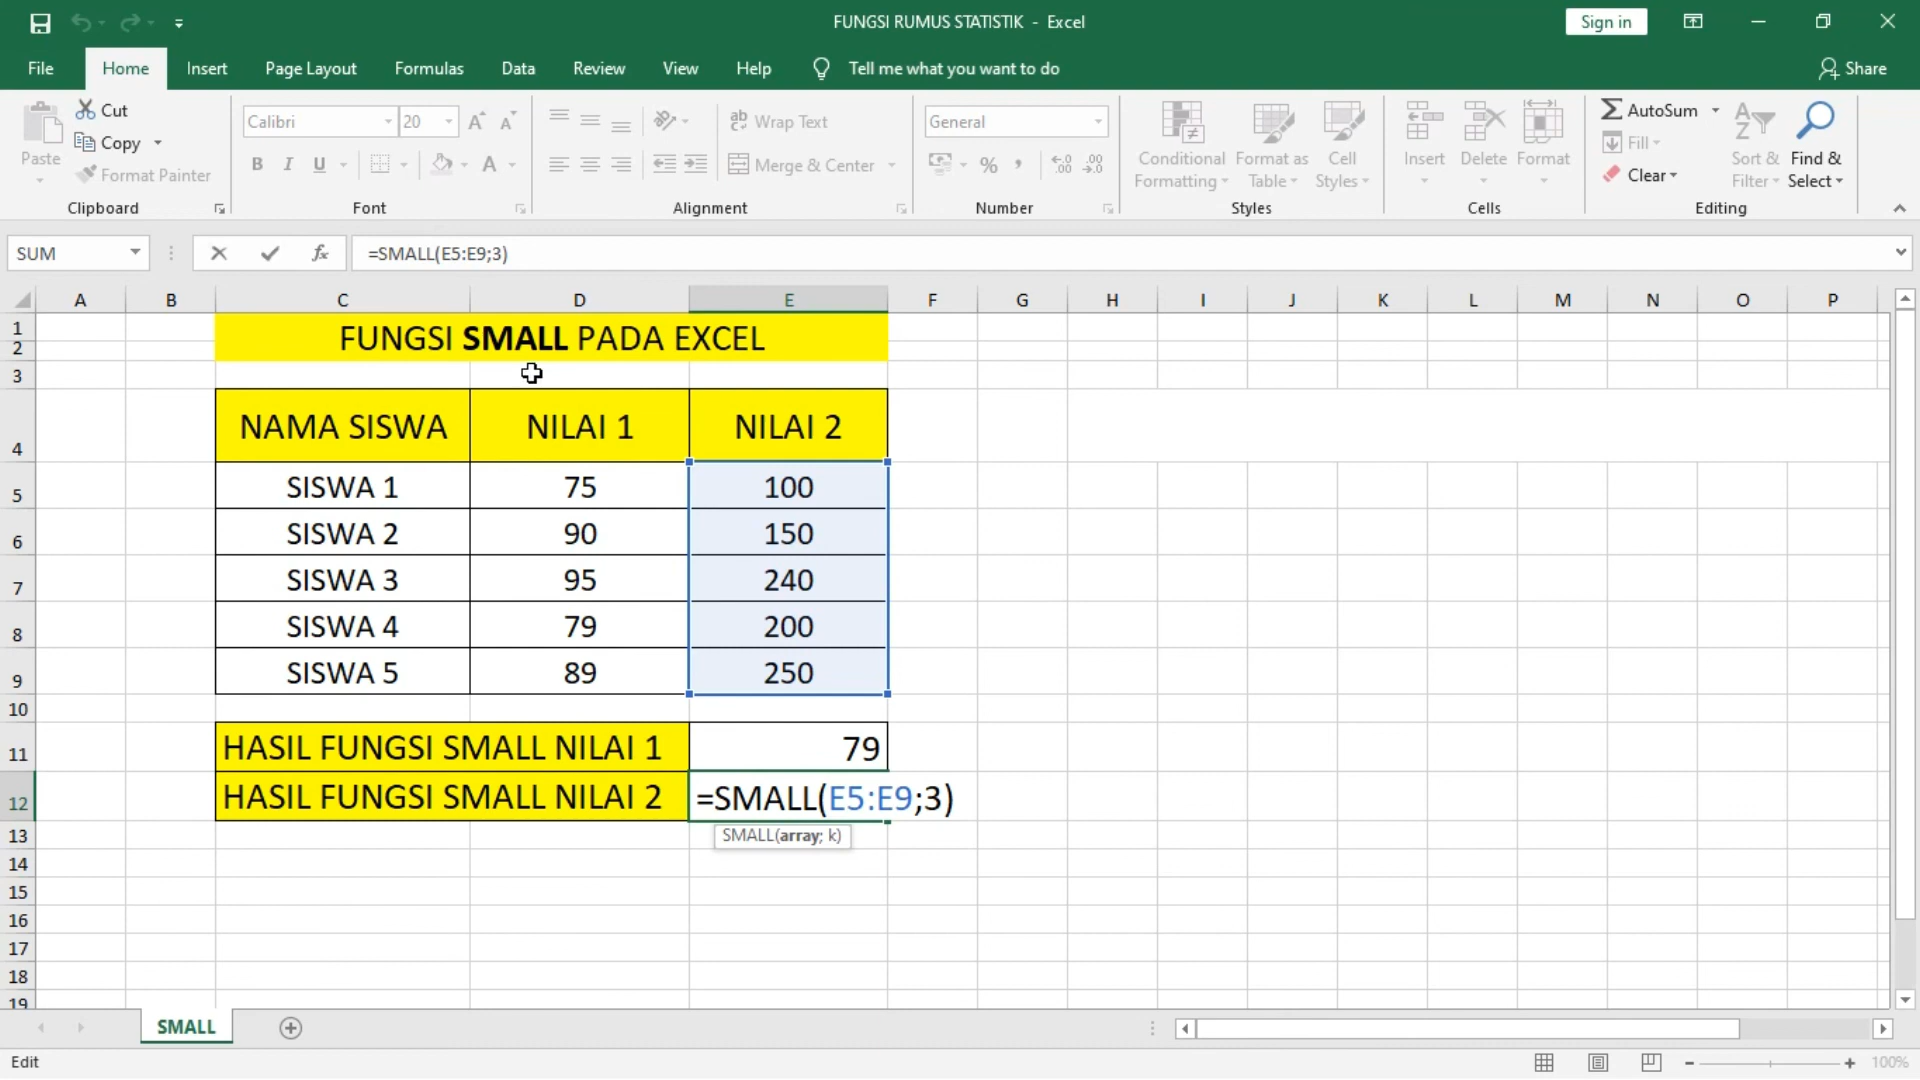 FUNGSI RUMUS STATISTIK - Excel
Sign in
File Home Insert Page Layout Formulas Data Review View Help Tell me what you want to do Share
Paste
Cut
Copy
Format Painter
Clipboard
Calibri 20
B I U
Font
Wrap Text
Merge & Center
Alignment
General
%
Number
Conditional Formatting
Format as Table
Cell Styles
Styles
Insert
Delete
Format
Cells
AutoSum
Fill
Clear
Sort & Filter
Find & Select
Editing
SUM fx =SMALL(E5:E9;3)
A B C D E F G H I J K L M N O P
1 FUNGSI SMALL PADA EXCEL
2
3
4 NAMA SISWA NILAI 1 NILAI 2
5 SISWA 1 75 100
6 SISWA 2 90 150
7 SISWA 3 95 240
8 SISWA 4 79 200
9 SISWA 5 89 250
10
11 HASIL FUNGSI SMALL NILAI 1 79
12 HASIL FUNGSI SMALL NILAI 2 =SMALL(E5:E9;3)
13 SMALL(array; k)
14
15
16
17
18
19
SMALL
Edit 100%